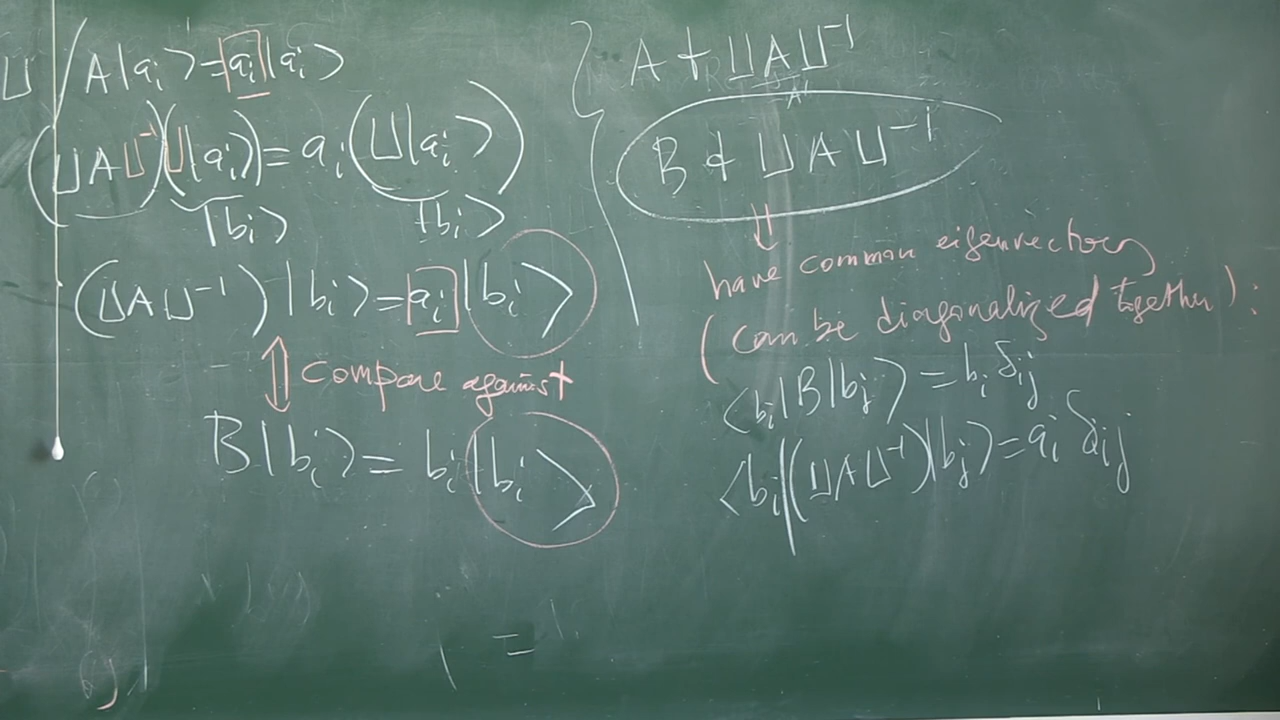 U / A|aᵢ> = aᵢ|aᵢ>
(UAU⁻¹)(U|aᵢ>) = aᵢ(U|aᵢ>)
|bᵢ> |bᵢ>
(UAU⁻¹)|bᵢ> = aᵢ|bᵢ>
⇕ compare against
B|bᵢ> = bᵢ|bᵢ>
A & UAU⁻¹
B & UAU⁻¹
⇓
have common eigenvectors
(can be diagonalized together):
<bᵢ|B|bⱼ> = bᵢ δᵢⱼ
<bᵢ|(UAU⁻¹)|bⱼ> = aᵢ δᵢⱼ